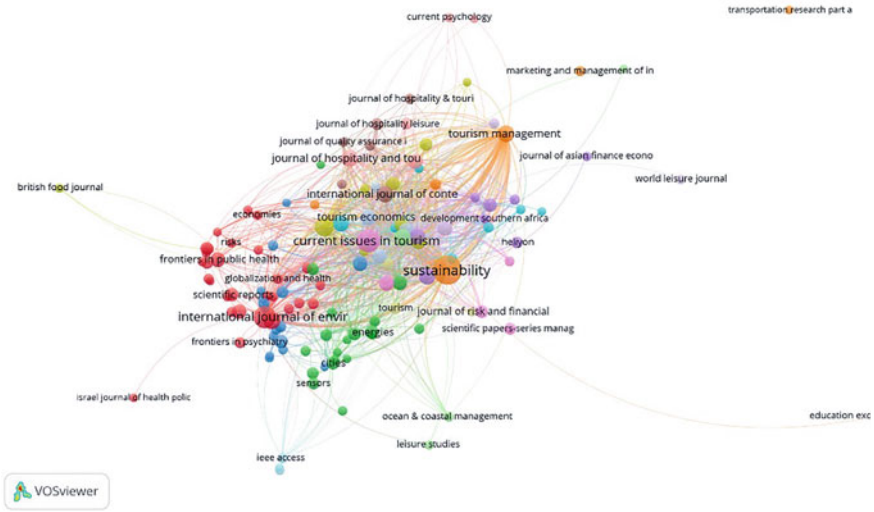 current psychology
transportation research part a
marketing and management of in
journal of hospitality & touri
journal of hospitality leisure
tourism management
journal of quality assurance i
journal of hospitality and tou
journal of asian finance econo
world leisure journal
british food journal
international journal of conte
economies
tourism economics
development southern africa
risks
current issues in tourism
heliyon
frontiers in public health
sustainability
globalization and health
scientific reports
tourism
journal of risk and financial
international journal of envir
scientific papers-series manag
energies
frontiers in psychiatry
cities
sensors
israel journal of health polic
ocean & coastal management
education exc
leisure studies
ieee access
VOSviewer